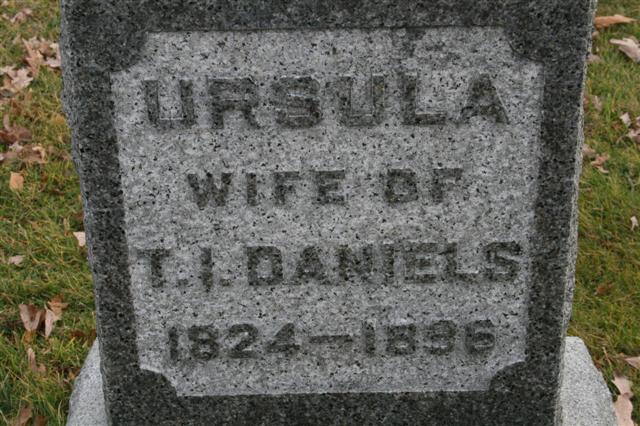 URSULA
WIFE OF
T. I. DANIELS
1824–1896